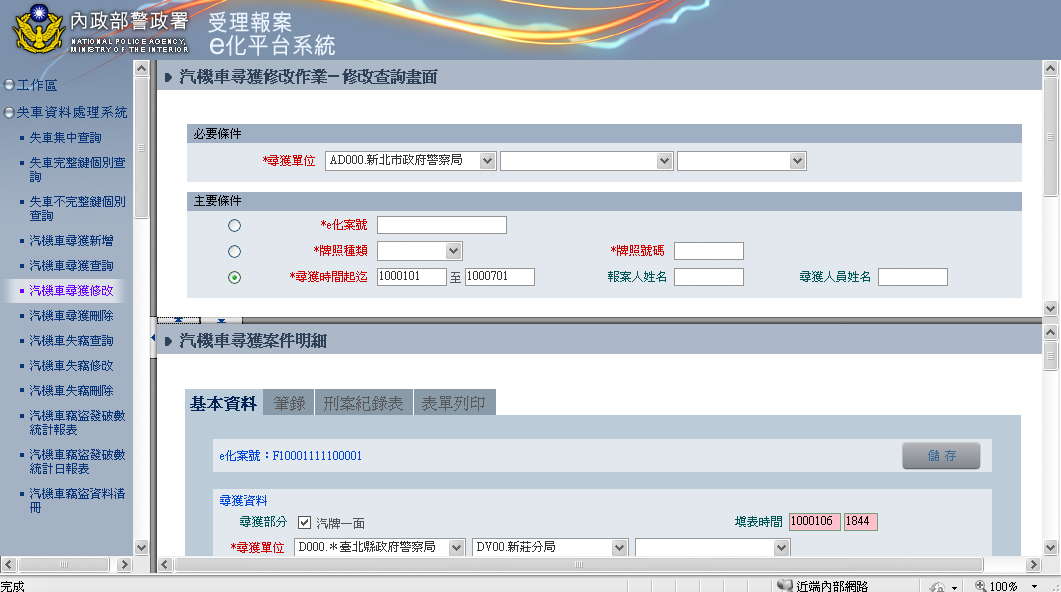 內政部警政署
NATIONAL POLICE AGENCY,
MINISTRY OF THE INTERIOR
受理報案
e化平台系統
工作區
失車資料處理系統
失車集中查詢
失車完整鍵個別查
詢
失車不完整鍵個別
查詢
汽機車尋獲新增
汽機車尋獲查詢
汽機車尋獲修改
汽機車尋獲刪除
汽機車失竊查詢
汽機車失竊修改
汽機車失竊刪除
汽機車竊盜發破數
統計報表
汽機車竊盜發破數
統計日報表
汽機車竊盜資料清
冊
汽機車尋獲修改作業－修改查詢畫面
必要條件
*尋獲單位 AD000.新北市政府警察局
主要條件
*e化案號
*牌照種類 *牌照號碼
*尋獲時間起迄 1000101 至 1000701 報案人姓名 尋獲人員姓名
汽機車尋獲案件明細
基本資料 筆錄 刑案紀錄表 表單列印
e化案號：F10001111100001 儲存
尋獲資料
尋獲部分 汽牌一面 填表時間 1000106 1844
*尋獲單位 D000.＊臺北縣政府警察局 DV00.新莊分局
完成 近端內部網路 100%